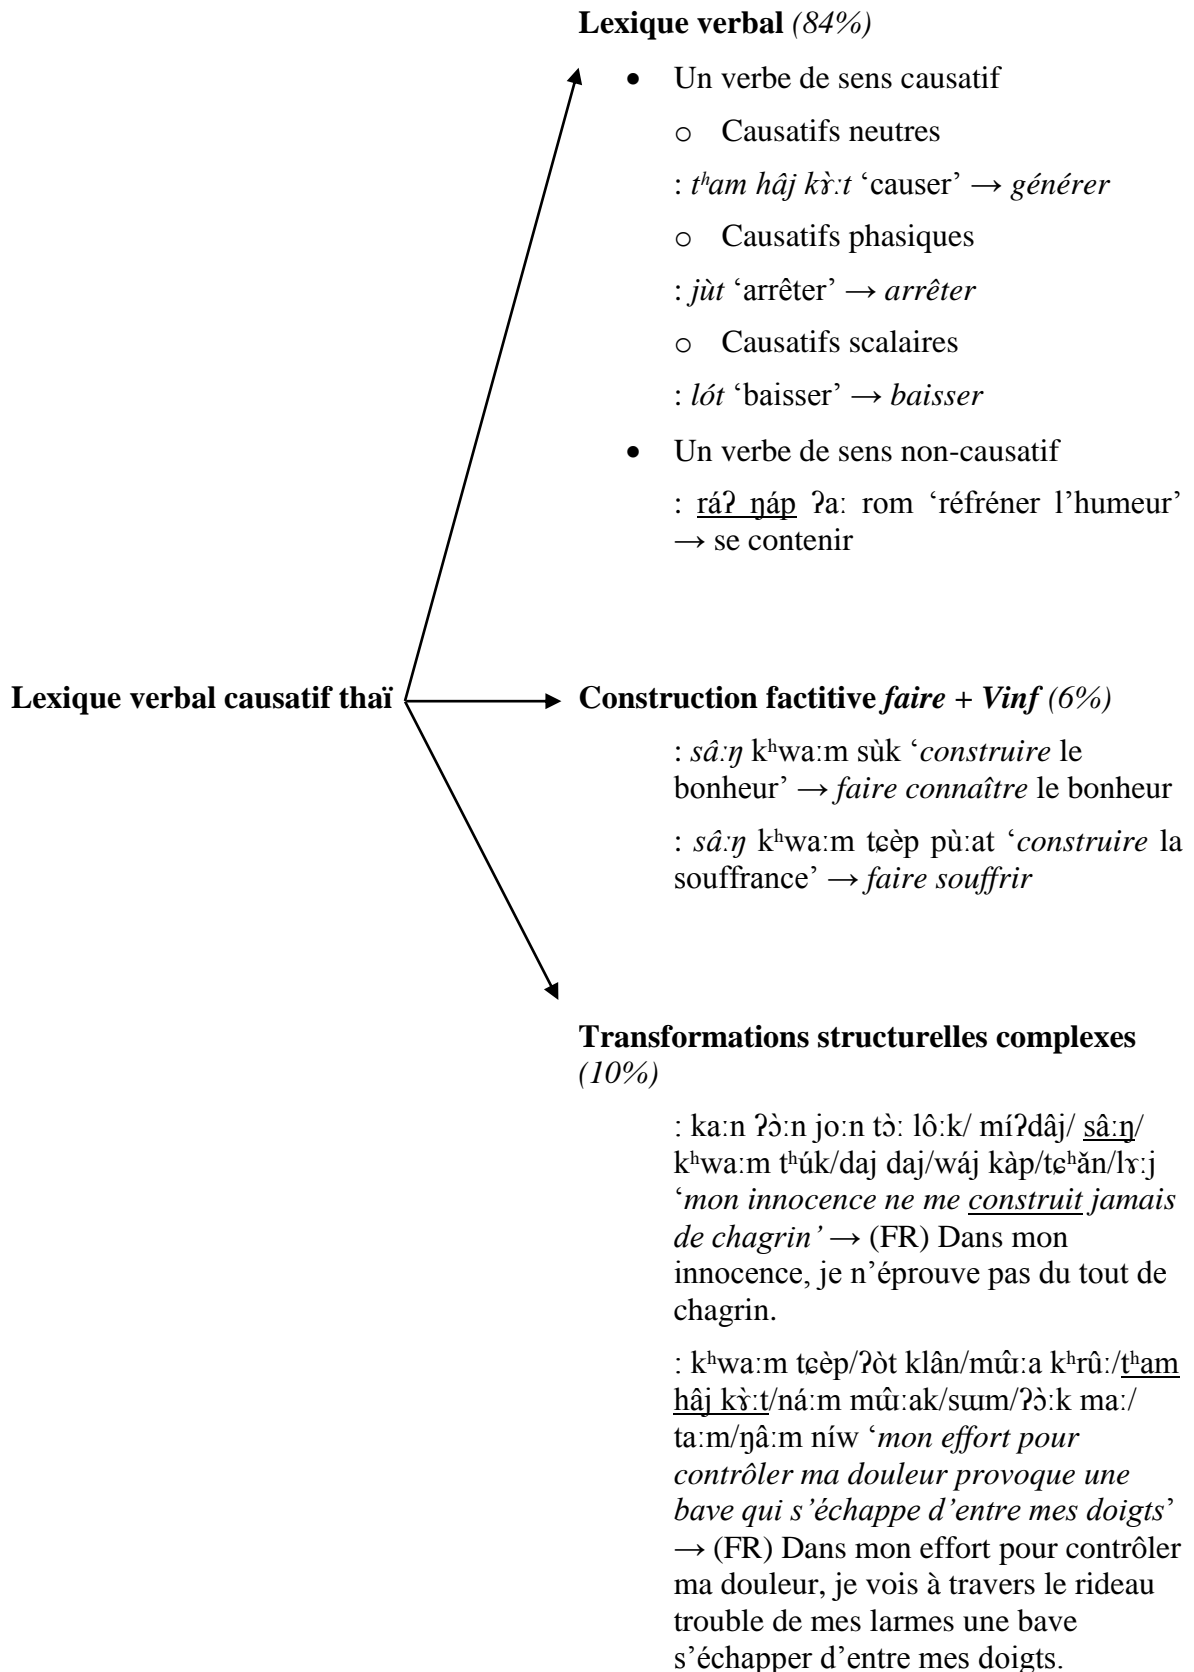 Lexique verbal (84%)
• Un verbe de sens causatif
o Causatifs neutres
: tʰam hâj kɤ̀ːt ‘causer’ → générer
o Causatifs phasiques
: jùt ‘arrêter’ → arrêter
o Causatifs scalaires
: lót ‘baisser’ → baisser
• Un verbe de sens non-causatif
: ráʔ ŋáp ʔaː rom ‘réfréner l’humeur’
→ se contenir
Lexique verbal causatif thaï
Construction factitive faire + Vinf (6%)
: sâːŋ kʰwaːm sùk ‘construire le
bonheur’ → faire connaître le bonheur
: sâːŋ kʰwaːm tɕèp pùːat ‘construire la
souffrance’ → faire souffrir
Transformations structurelles complexes
(10%)
: kaːn ʔɔ̀ːn joːn tɔ̀ː lôːk/ míʔdâj/ sâːŋ/
kʰwaːm tʰúk/daj daj/wáj kàp/tɕʰǎn/lɤːj
‘mon innocence ne me construit jamais
de chagrin’ → (FR) Dans mon
innocence, je n’éprouve pas du tout de
chagrin.
: kʰwaːm tɕèp/ʔòt klân/mɯ̂ːa kʰrûː/tʰam
hâj kɤ̀ːt/náːm mɯ̂ːak/sɯm/ʔɔ̀ːk maː/
taːm/ŋâːm níw ‘mon effort pour
contrôler ma douleur provoque une
bave qui s’échappe d’entre mes doigts’
→ (FR) Dans mon effort pour contrôler
ma douleur, je vois à travers le rideau
trouble de mes larmes une bave
s’échapper d’entre mes doigts.